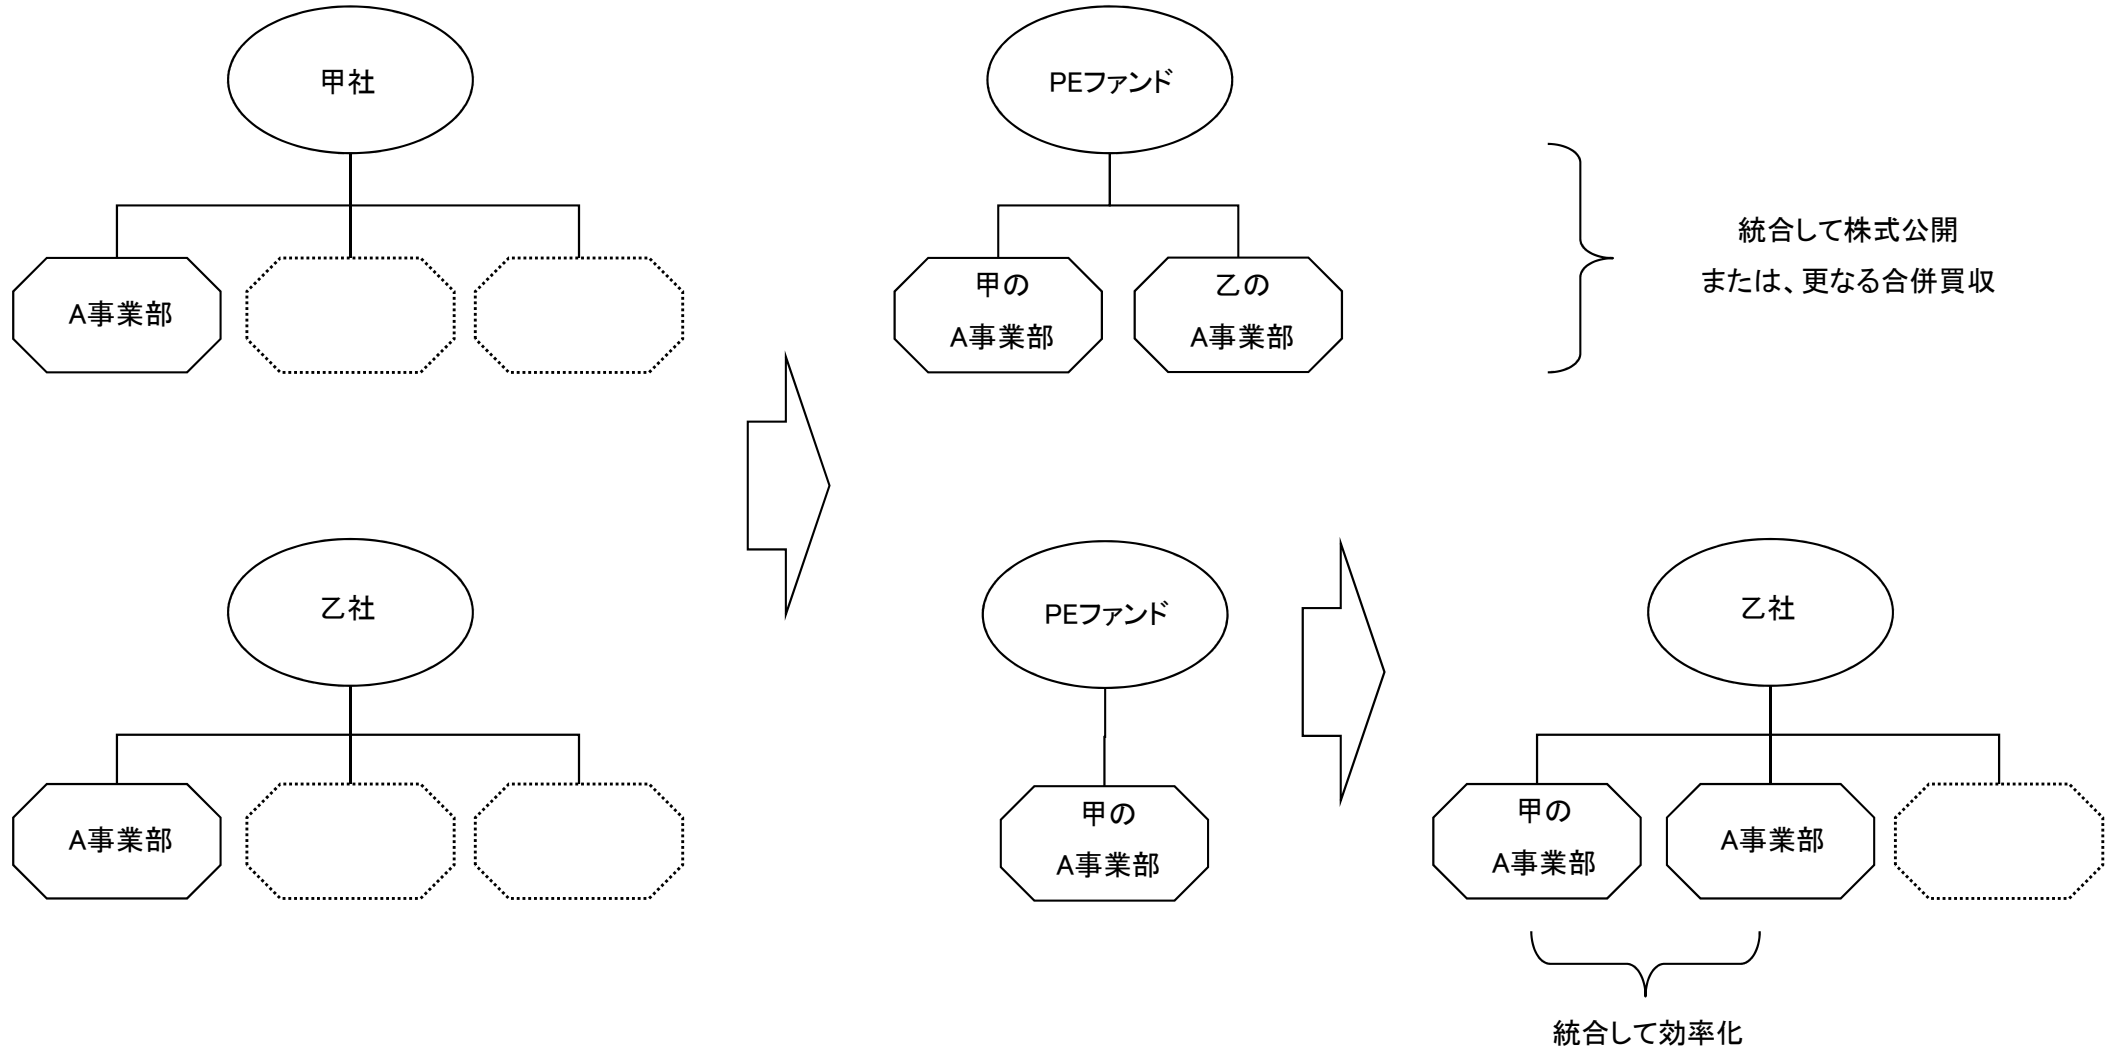 甲社
A事業部
PEファンド
甲の
A事業部
乙の
A事業部
統合して株式公開
または、更なる合併買収
乙社
A事業部
PEファンド
甲の
A事業部
乙社
甲の
A事業部
A事業部
統合して効率化